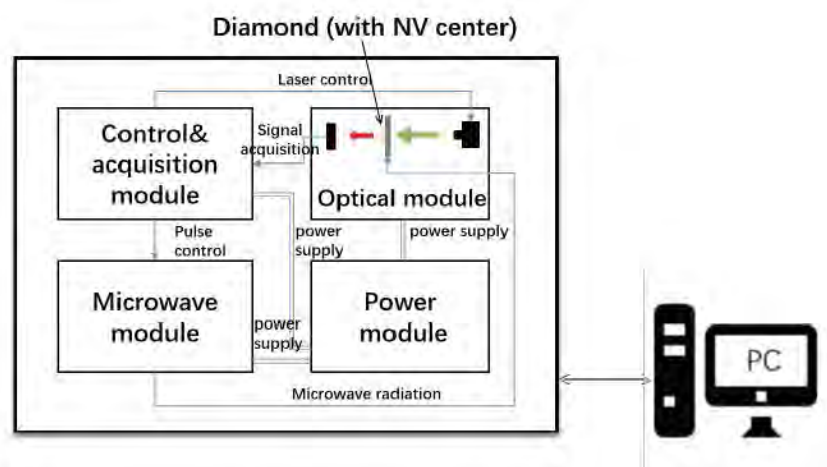 Diamond (with NV center)
Laser control
Control&
acquisition
module
Signal
acquisition
Optical module
Pulse
control
power
supply
power supply
Microwave
module
power
supply
Power
module
Microwave radiation
PC